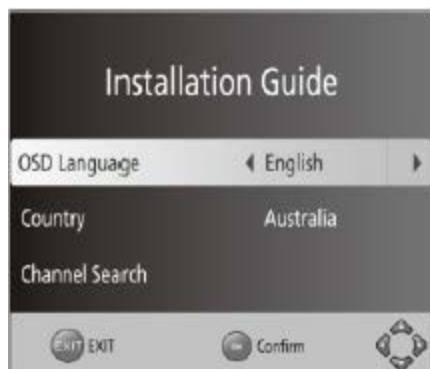 Installation Guide
OSD Language English
Country Australia
Channel Search
EXIT EXIT Confirm